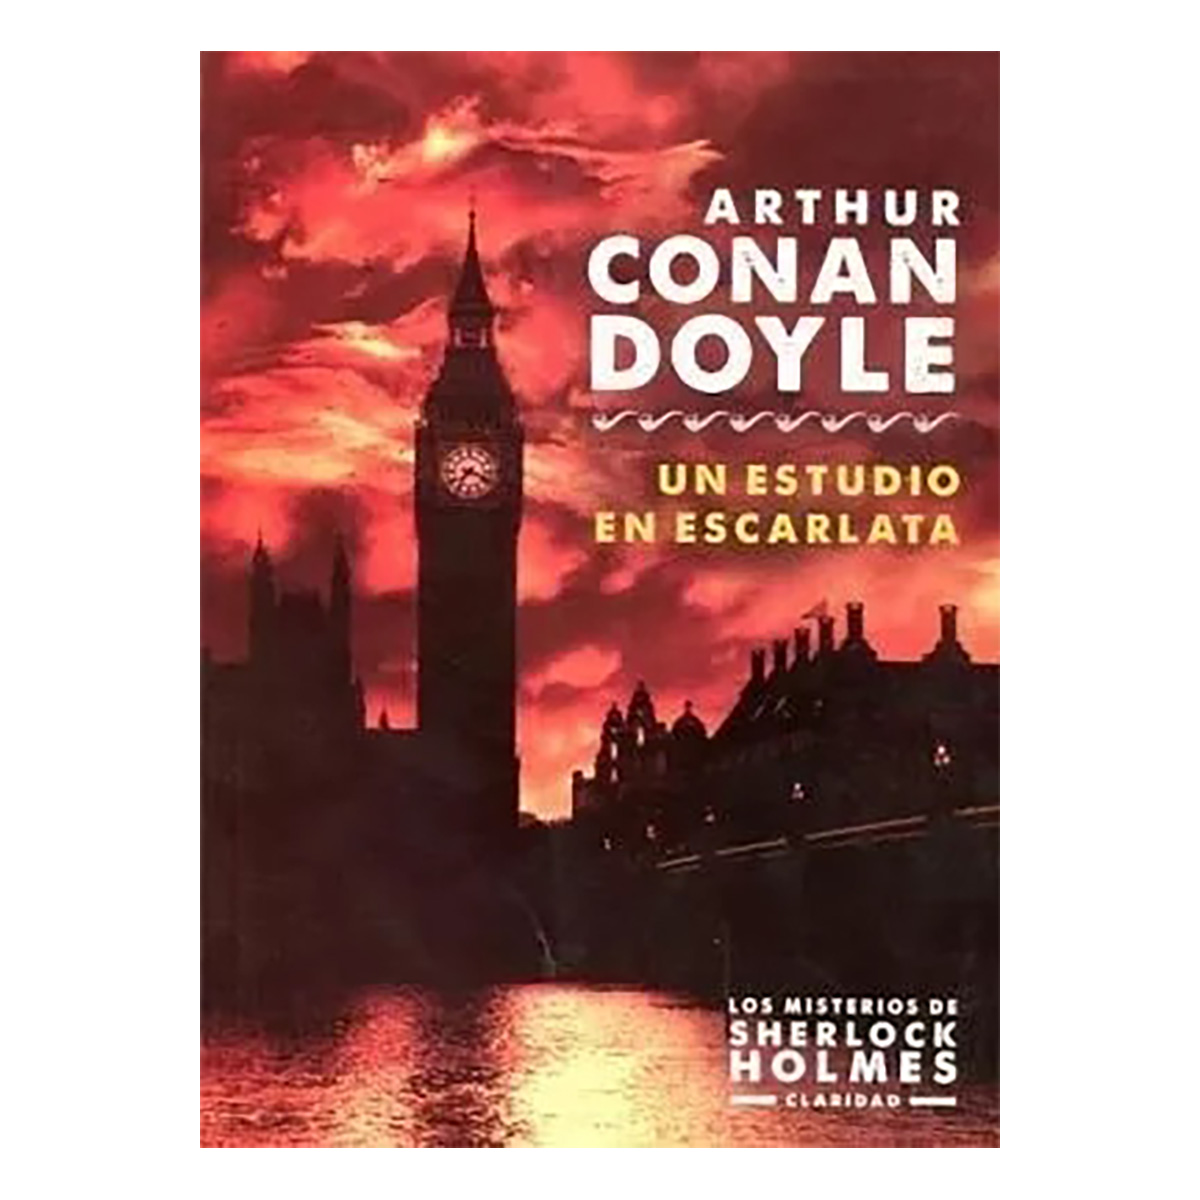 ARTHUR
CONAN
DOYLE
UN ESTUDIO
EN ESCARLATA
LOS MISTERIOS DE
SHERLOCK
HOLMES
CLARIDAD